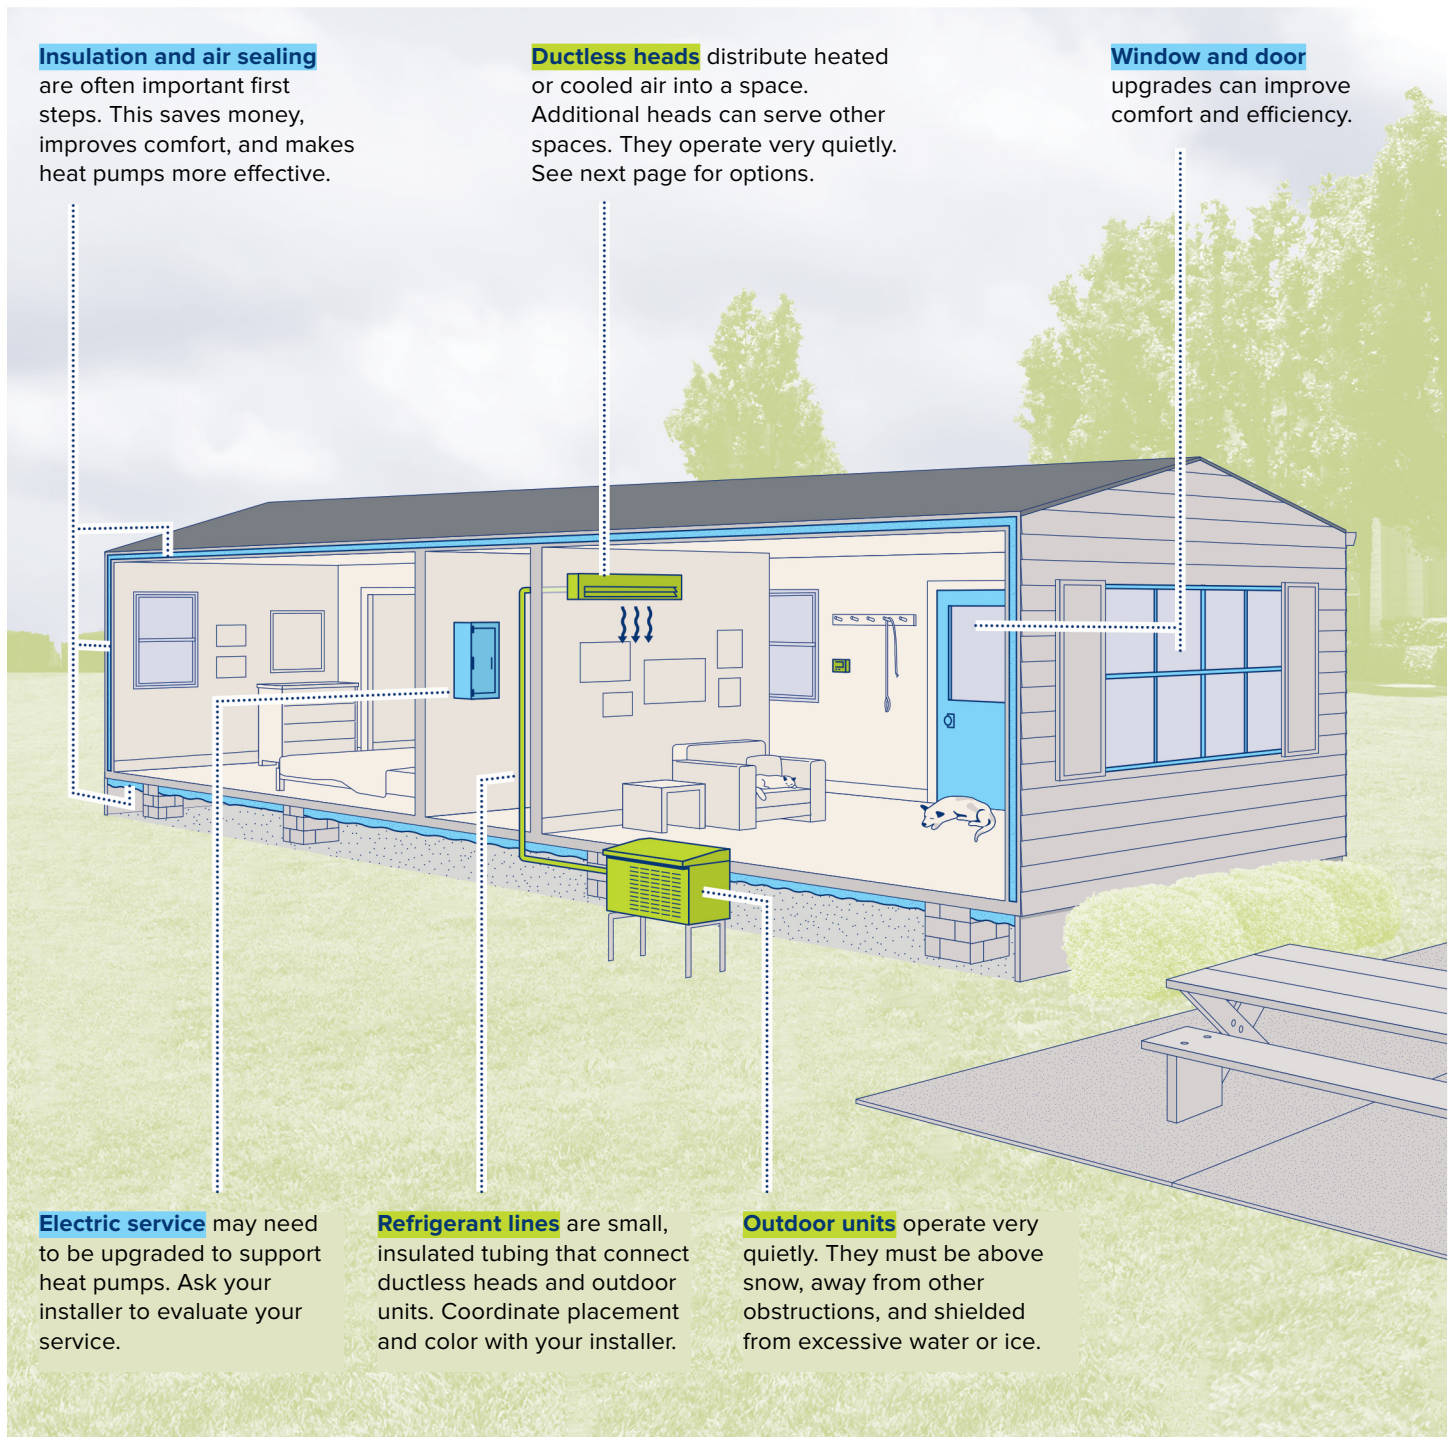 Insulation and air sealing
are often important first
steps. This saves money,
improves comfort, and makes
heat pumps more effective.
Ductless heads distribute heated
or cooled air into a space.
Additional heads can serve other
spaces. They operate very quietly.
See next page for options.
Window and door
upgrades can improve
comfort and efficiency.
Electric service may need
to be upgraded to support
heat pumps. Ask your
installer to evaluate your
service.
Refrigerant lines are small,
insulated tubing that connect
ductless heads and outdoor
units. Coordinate placement
and color with your installer.
Outdoor units operate very
quietly. They must be above
snow, away from other
obstructions, and shielded
from excessive water or ice.